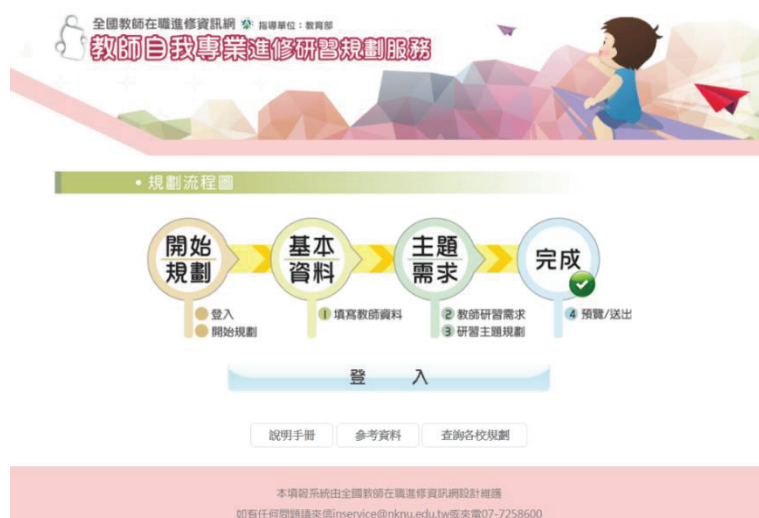 全國教師在職進修資訊網 指導單位：教育部
教師自我專業進修研習規劃服務
•規劃流程圖
開始
規劃
基本
資料
主題
需求
完成
登入
開始規劃
1 填寫教師資料
2 教師研習需求
3 研習主題規劃
4 預覽/送出
登 入
說明手冊 參考資料 查詢各校規劃
本填報系統由全國教師在職進修資訊網設計維護
如有任何問題請來信inservice@nknu.edu.tw或來電07-7258600